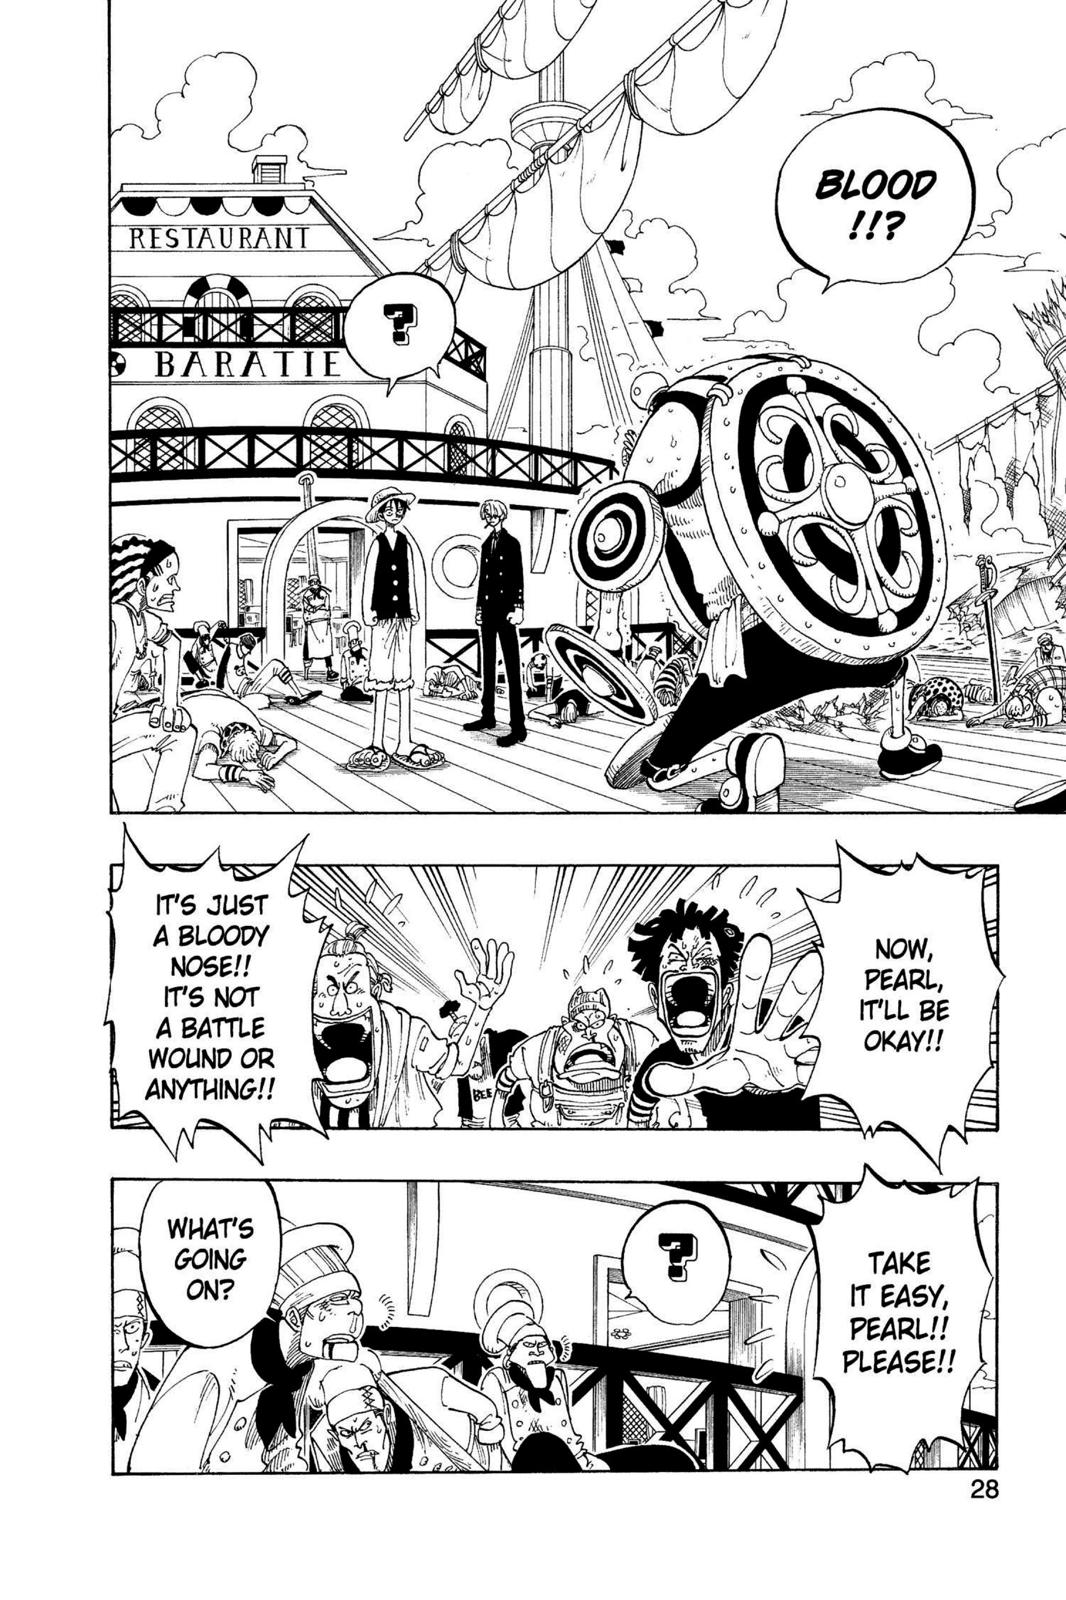 BLOOD
!!?
RESTAURANT
?
BARATIE
NOW,
PEARL,
IT'LL BE
OKAY!!
IT'S JUST
A BLOODY
NOSE!!
IT'S NOT
A BATTLE
WOUND OR
ANYTHING!!
BEE
TAKE
IT EASY,
PEARL!!
PLEASE!!
?
WHAT'S
GOING
ON?
28